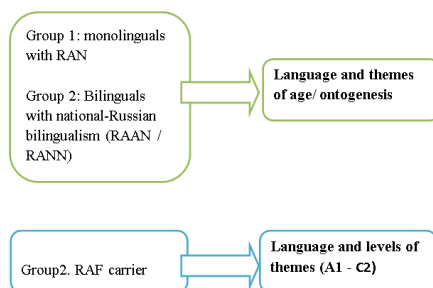 Group 1: monolinguals
with RAN
Group 2: Bilinguals
with national-Russian
bilingualism (RAAN /
RANN)
Language and themes
of age/ ontogenesis
Group2. RAF carrier
Language and levels of
themes (A1 - C2)